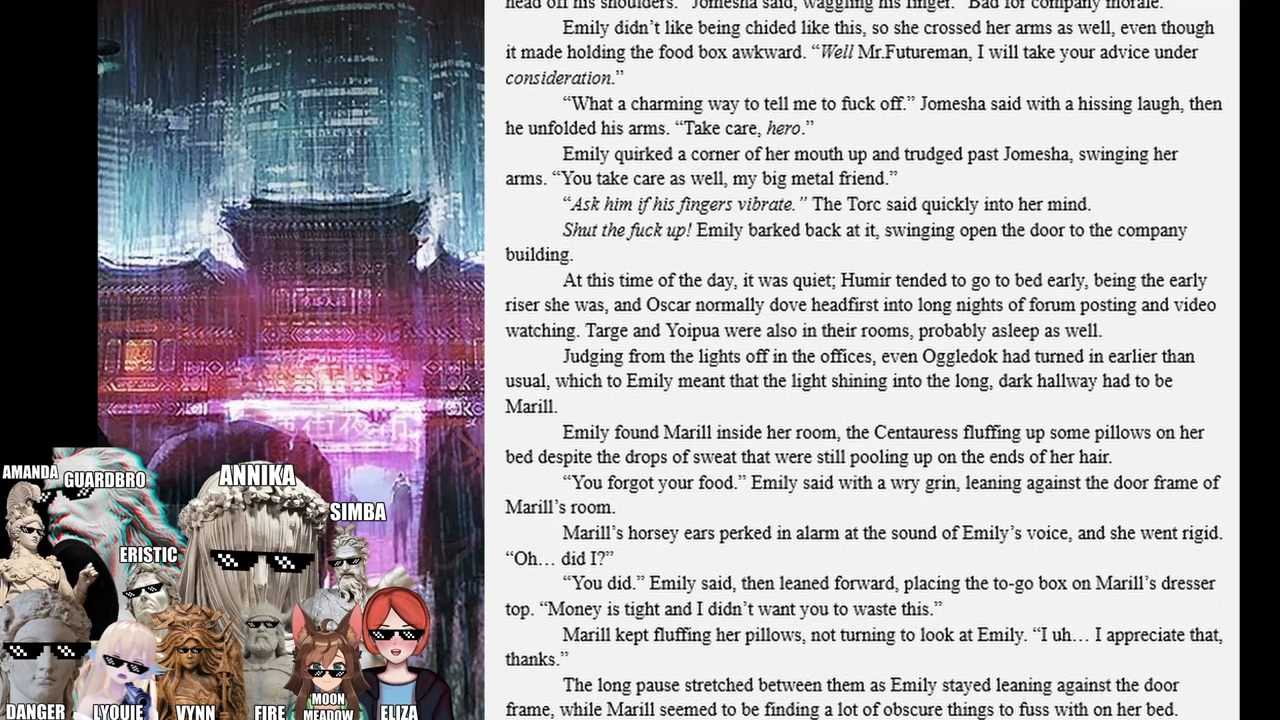 head off his shoulders." Jomesha said, waggling his finger. "Bad for company morale."
Emily didn't like being chided like this, so she crossed her arms as well, even though
it made holding the food box awkward. "Well Mr.Futureman, I will take your advice under
consideration."
"What a charming way to tell me to fuck off." Jomesha said with a hissing laugh, then
he unfolded his arms. "Take care, hero."
Emily quirked a corner of her mouth up and trudged past Jomesha, swinging her
arms. "You take care as well, my big metal friend."
"Ask him if his fingers vibrate." The Torc said quickly into her mind.
Shut the fuck up! Emily barked back at it, swinging open the door to the company
building.
At this time of the day, it was quiet; Humir tended to go to bed early, being the early
riser she was, and Oscar normally dove headfirst into long nights of forum posting and video
watching. Targe and Yoipua were also in their rooms, probably asleep as well.
Judging from the lights off in the offices, even Oggledok had turned in earlier than
usual, which to Emily meant that the light shining into the long, dark hallway had to be
Marill.
Emily found Marill inside her room, the Centauress fluffing up some pillows on her
bed despite the drops of sweat that were still pooling up on the ends of her hair.
"You forgot your food." Emily said with a wry grin, leaning against the door frame of
Marill's room.
Marill's horsey ears perked in alarm at the sound of Emily's voice, and she went rigid.
"Oh… did I?"
"You did." Emily said, then leaned forward, placing the to-go box on Marill's dresser
top. "Money is tight and I didn't want you to waste this."
Marill kept fluffing her pillows, not turning to look at Emily. "I uh… I appreciate that,
thanks."
The long pause stretched between them as Emily stayed leaning against the door
frame, while Marill seemed to be finding a lot of obscure things to fuss with on her bed.
AMANDA
GUARDBRO
ANNIKA
SIMBA
ERISTIC
DANGER
LYQUIE
VYNN
FIRE
MOON
MEADOW
ELIZA